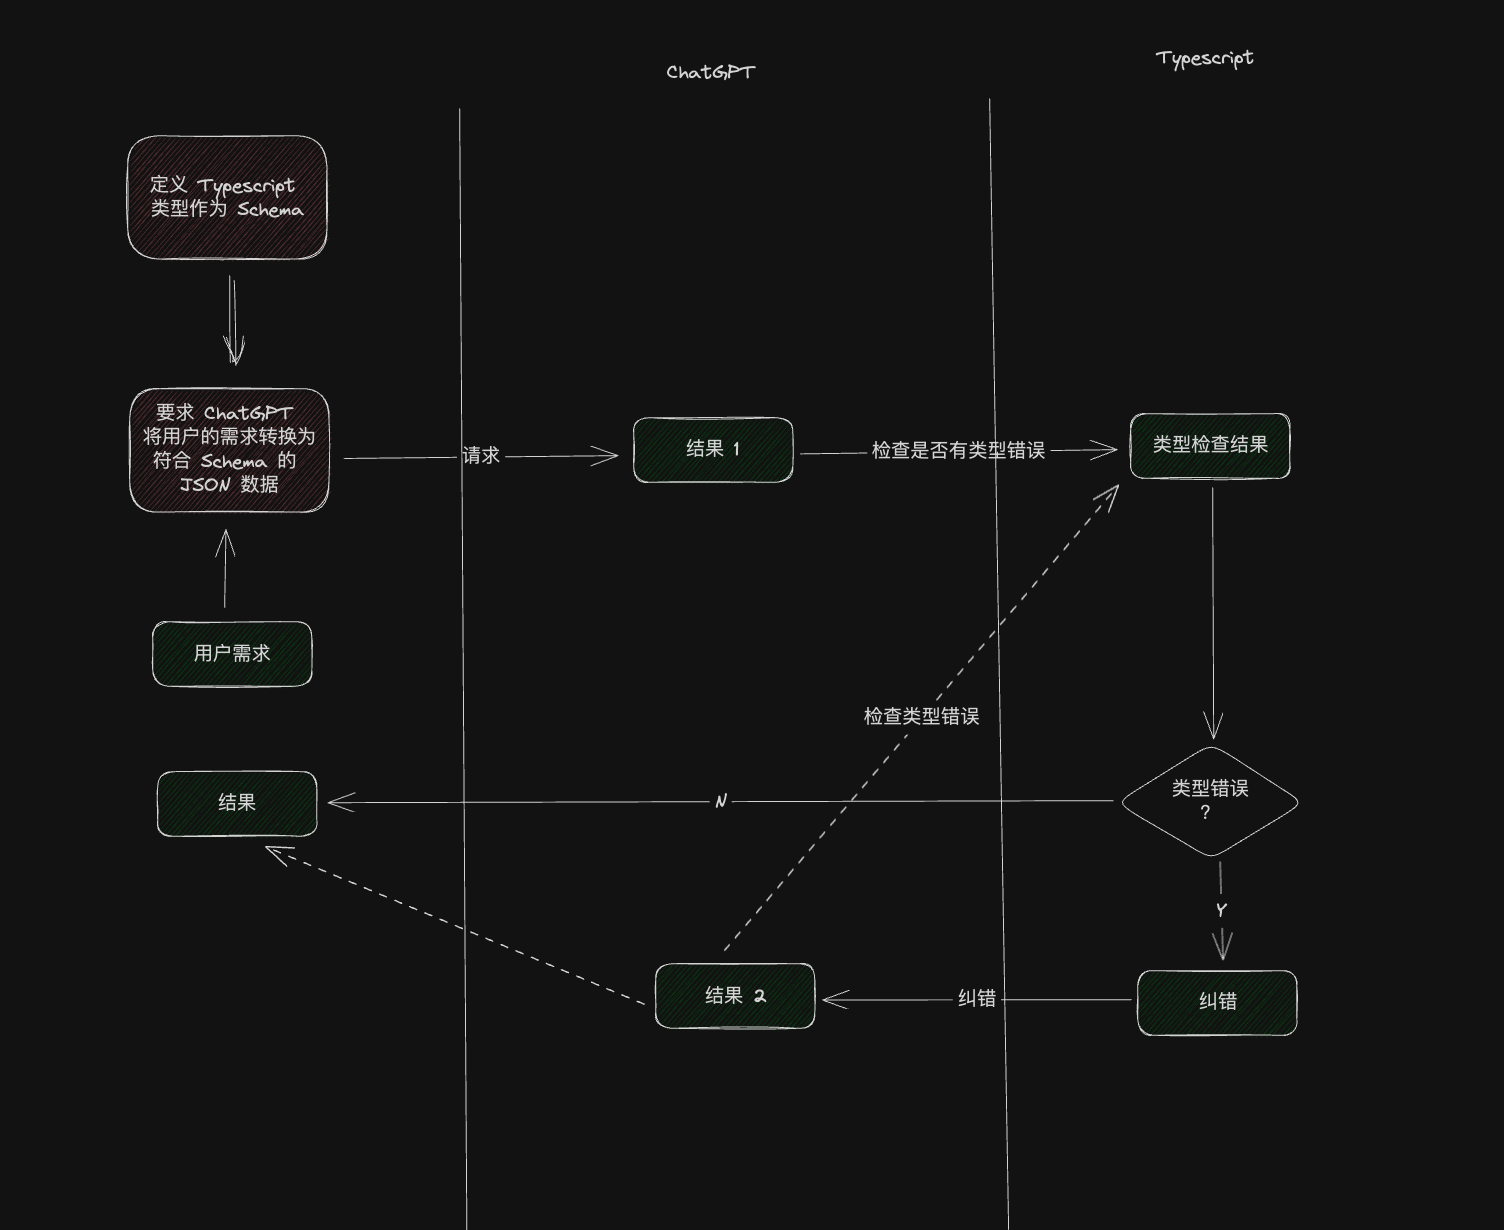 ChatGPT
Typescript
定义 Typescript
类型作为 Schema
要求 ChatGPT
将用户的需求转换为
符合 Schema 的
JSON 数据
请求
结果 1
检查是否有类型错误
类型检查结果
用户需求
检查类型错误
结果
N
类型错误
?
Y
结果 2
纠错
纠错